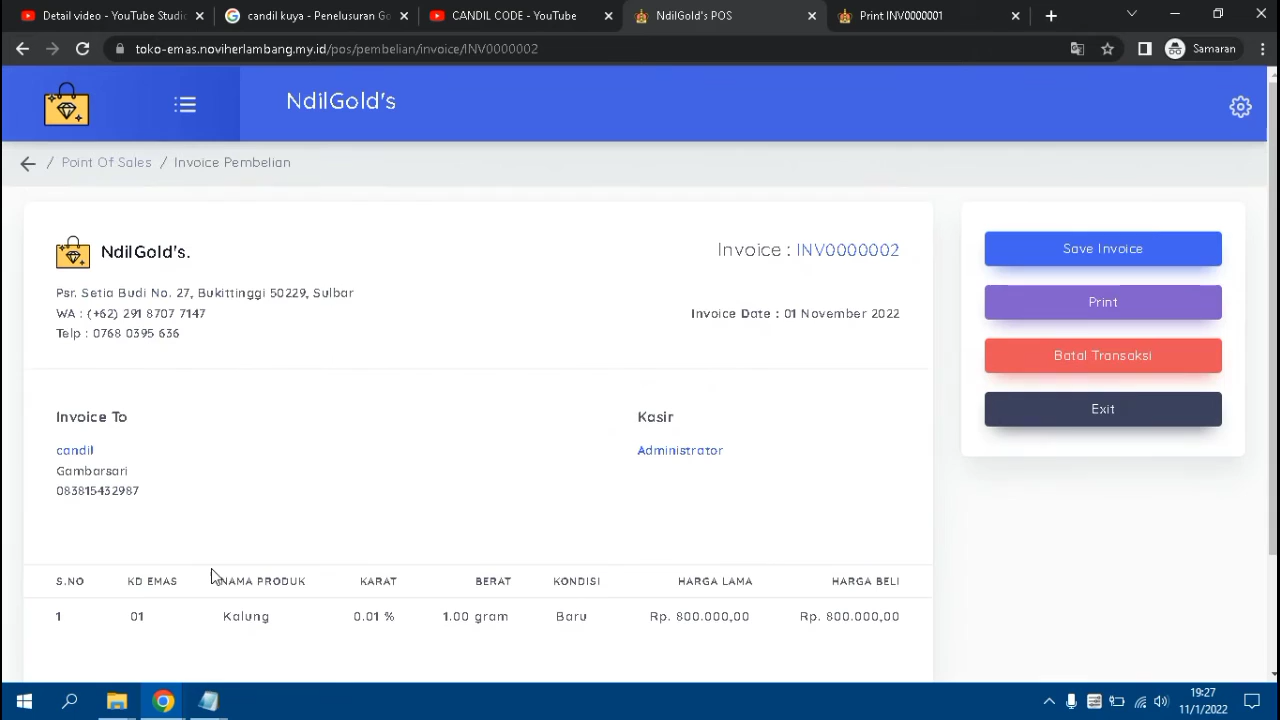 Detail video - YouTube Studi
candil kuya - Penelusuran Go
CANDIL CODE - YouTube
NdilGold's POS
Print INV0000001
toko-emas.noviherlambang.my.id/pos/pembelian/invoice/INV0000002
Samaran
NdilGold's
/ Point Of Sales / Invoice Pembelian
NdilGold's.
Invoice : INV0000002
Psr. Setia Budi No. 27, Bukittinggi 50229, Sulbar
WA : (+62) 291 8707 7147
Invoice Date : 01 November 2022
Telp : 0768 0395 636
Invoice To
Kasir
candil
Administrator
Gambarsari
083815432987
S.NO KD EMAS NAMA PRODUK KARAT BERAT KONDISI HARGA LAMA HARGA BELI
1 01 Kalung 0.01 % 1.00 gram Baru Rp. 800.000,00 Rp. 800.000,00
Save Invoice
Print
Batal Transaksi
Exit
19:27
11/1/2022